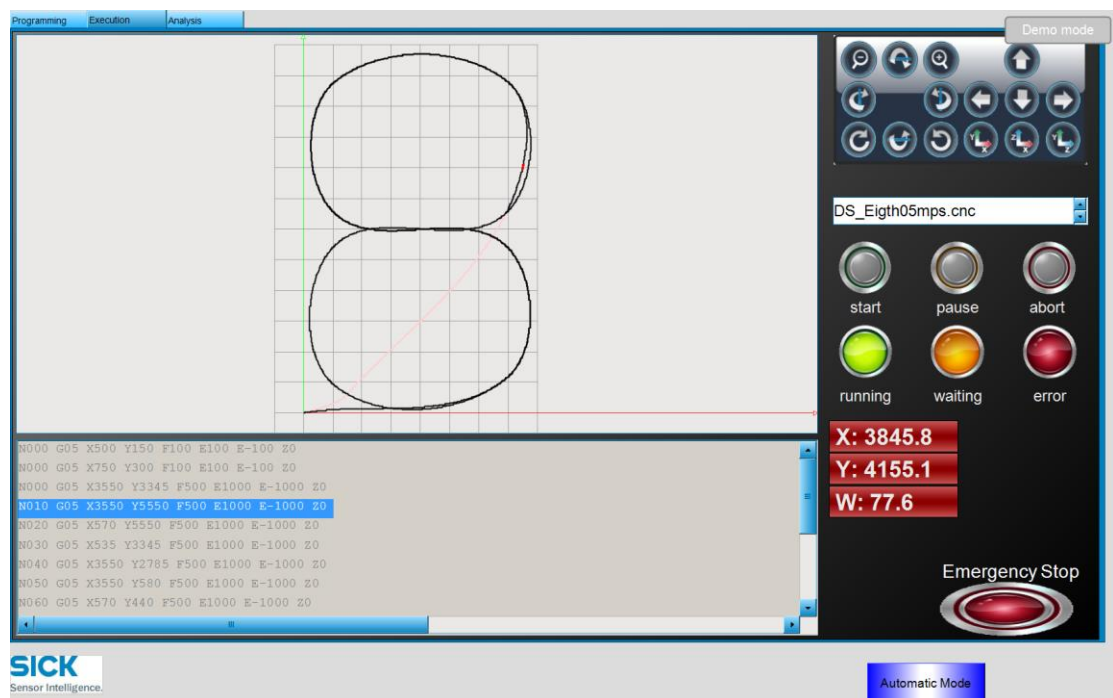 Programming Execution Analysis
Demo mode
DS_Eigth05mps.cnc
start pause abort
running waiting error
X: 3845.8
Y: 4155.1
W: 77.6
N000 G05 X500 Y150 F100 E100 E-100 Z0
N000 G05 X750 Y300 F100 E100 E-100 Z0
N000 G05 X3550 Y3345 F500 E1000 E-1000 Z0
N010 G05 X3550 Y5550 F500 E1000 E-1000 Z0
N020 G05 X570 Y5550 F500 E1000 E-1000 Z0
N030 G05 X535 Y3345 F500 E1000 E-1000 Z0
N040 G05 X3550 Y2785 F500 E1000 E-1000 Z0
N050 G05 X3550 Y580 F500 E1000 E-1000 Z0
N060 G05 X570 Y440 F500 E1000 E-1000 Z0
Emergency Stop
SICK
Sensor Intelligence.
Automatic Mode